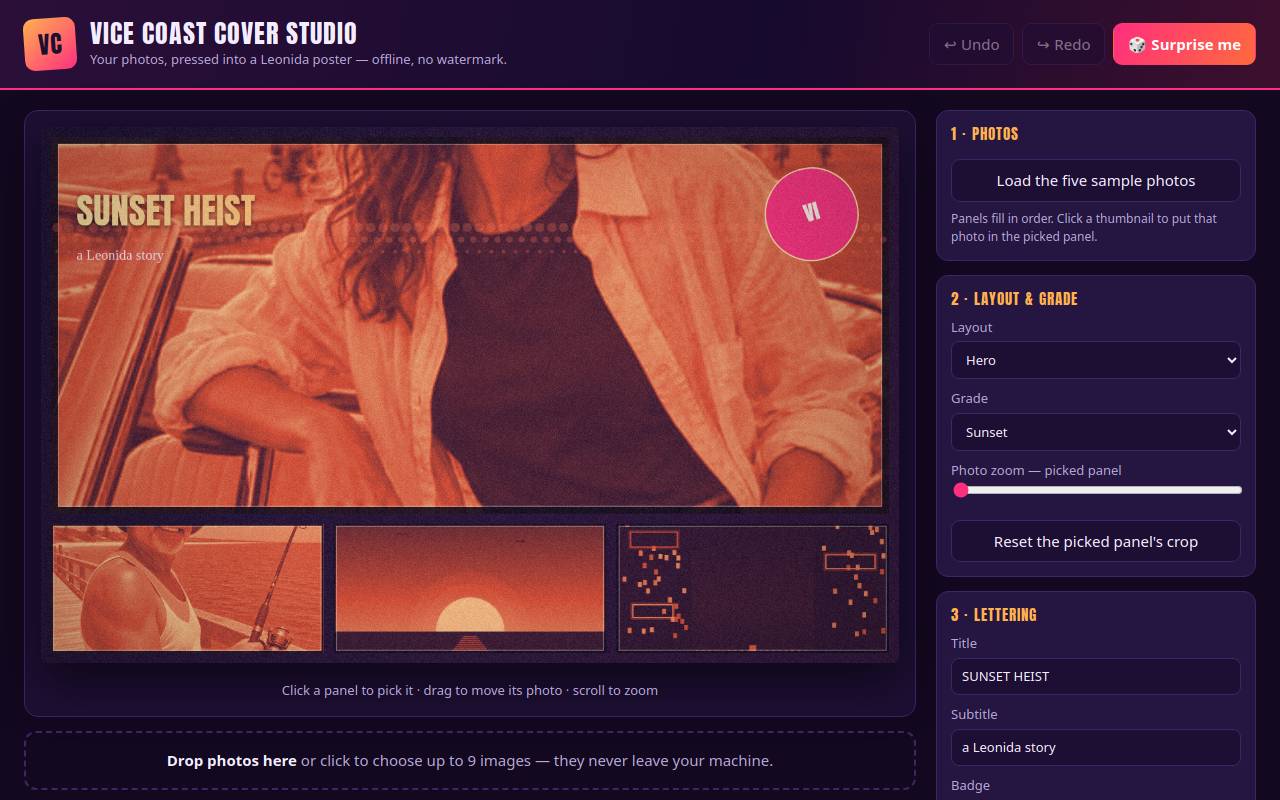 VC
VICE COAST COVER STUDIO
Your photos, pressed into a Leonida poster — offline, no watermark.
↩ Undo
↪ Redo
🎲 Surprise me
SUNSET HEIST
a Leonida story
VI
Click a panel to pick it · drag to move its photo · scroll to zoom
Drop photos here or click to choose up to 9 images — they never leave your machine.
1 · PHOTOS
Load the five sample photos
Panels fill in order. Click a thumbnail to put that
photo in the picked panel.
2 · LAYOUT & GRADE
Layout
Hero
Grade
Sunset
Photo zoom — picked panel
Reset the picked panel's crop
3 · LETTERING
Title
SUNSET HEIST
Subtitle
a Leonida story
Badge